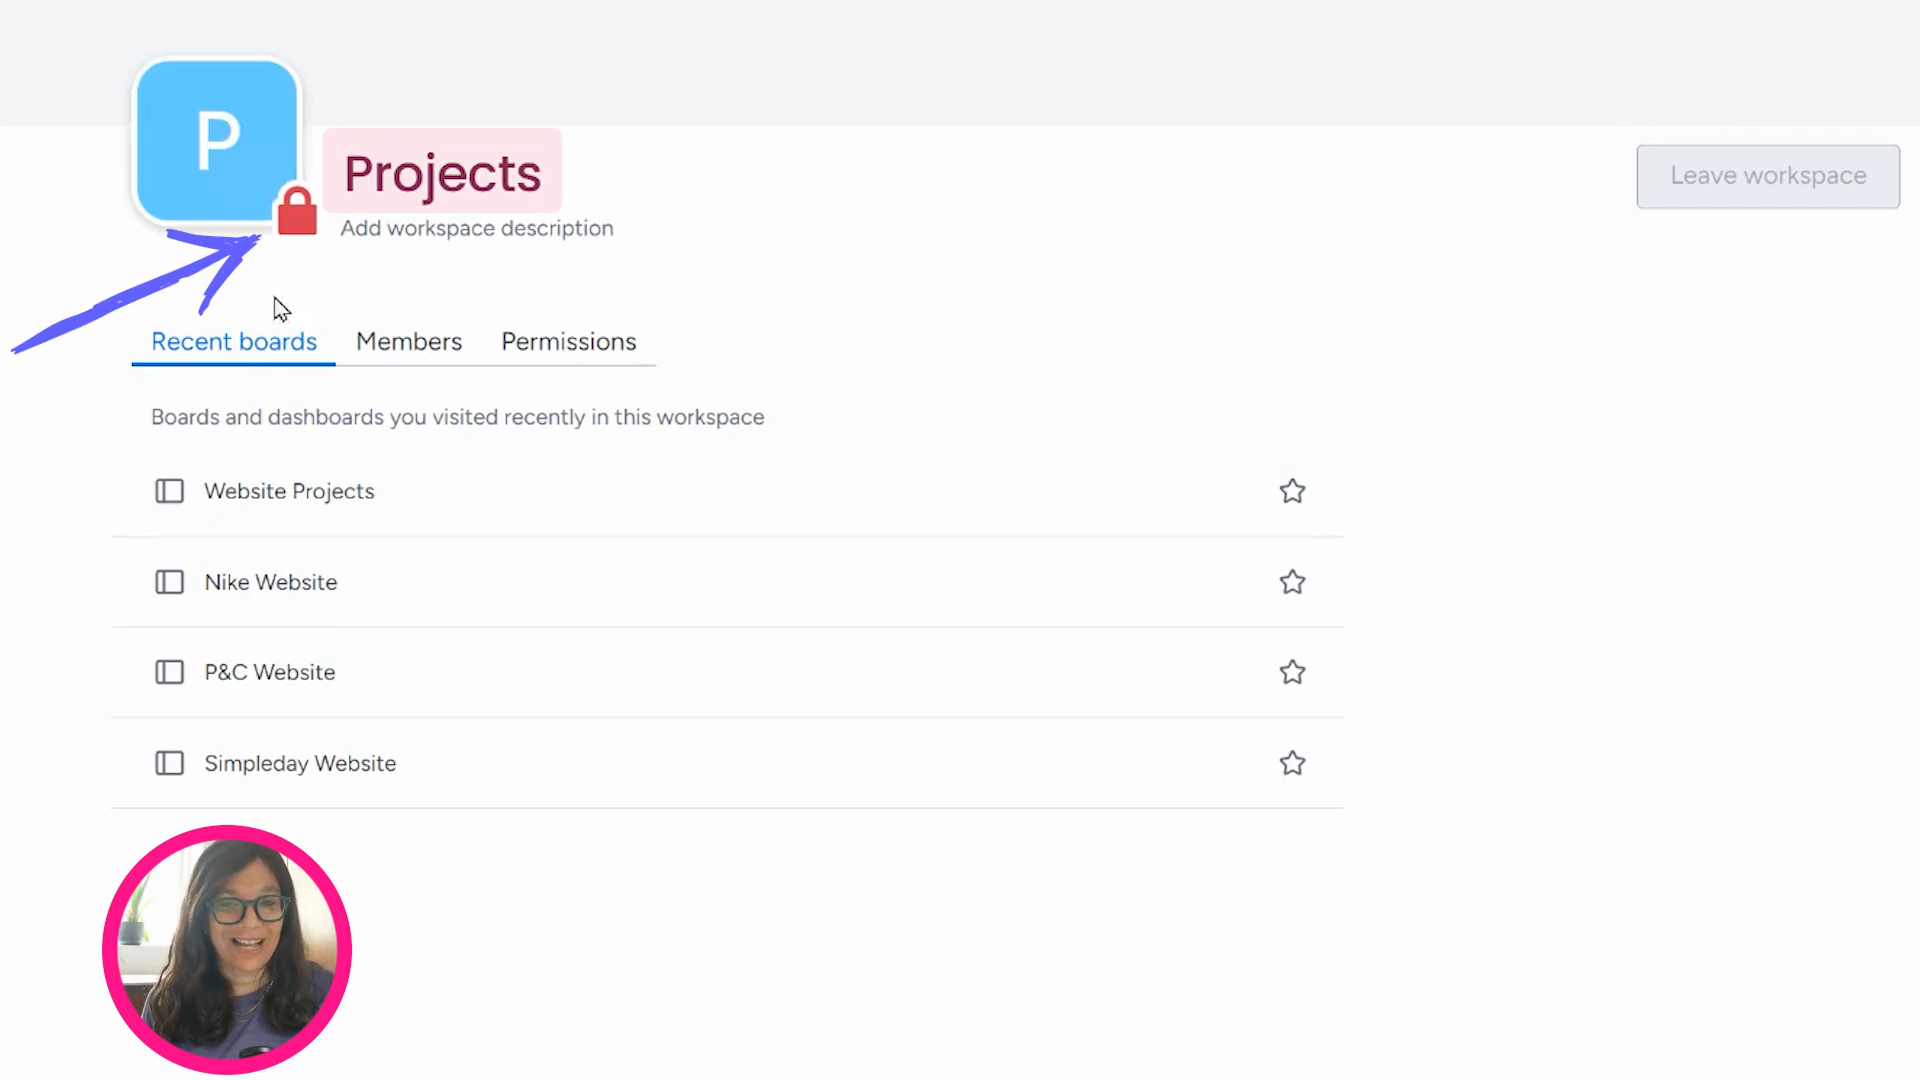 P
Projects
Leave workspace
Add workspace description
Recent boards
Members
Permissions
Boards and dashboards you visited recently in this workspace
Website Projects
Nike Website
P&C Website
Simpleday Website